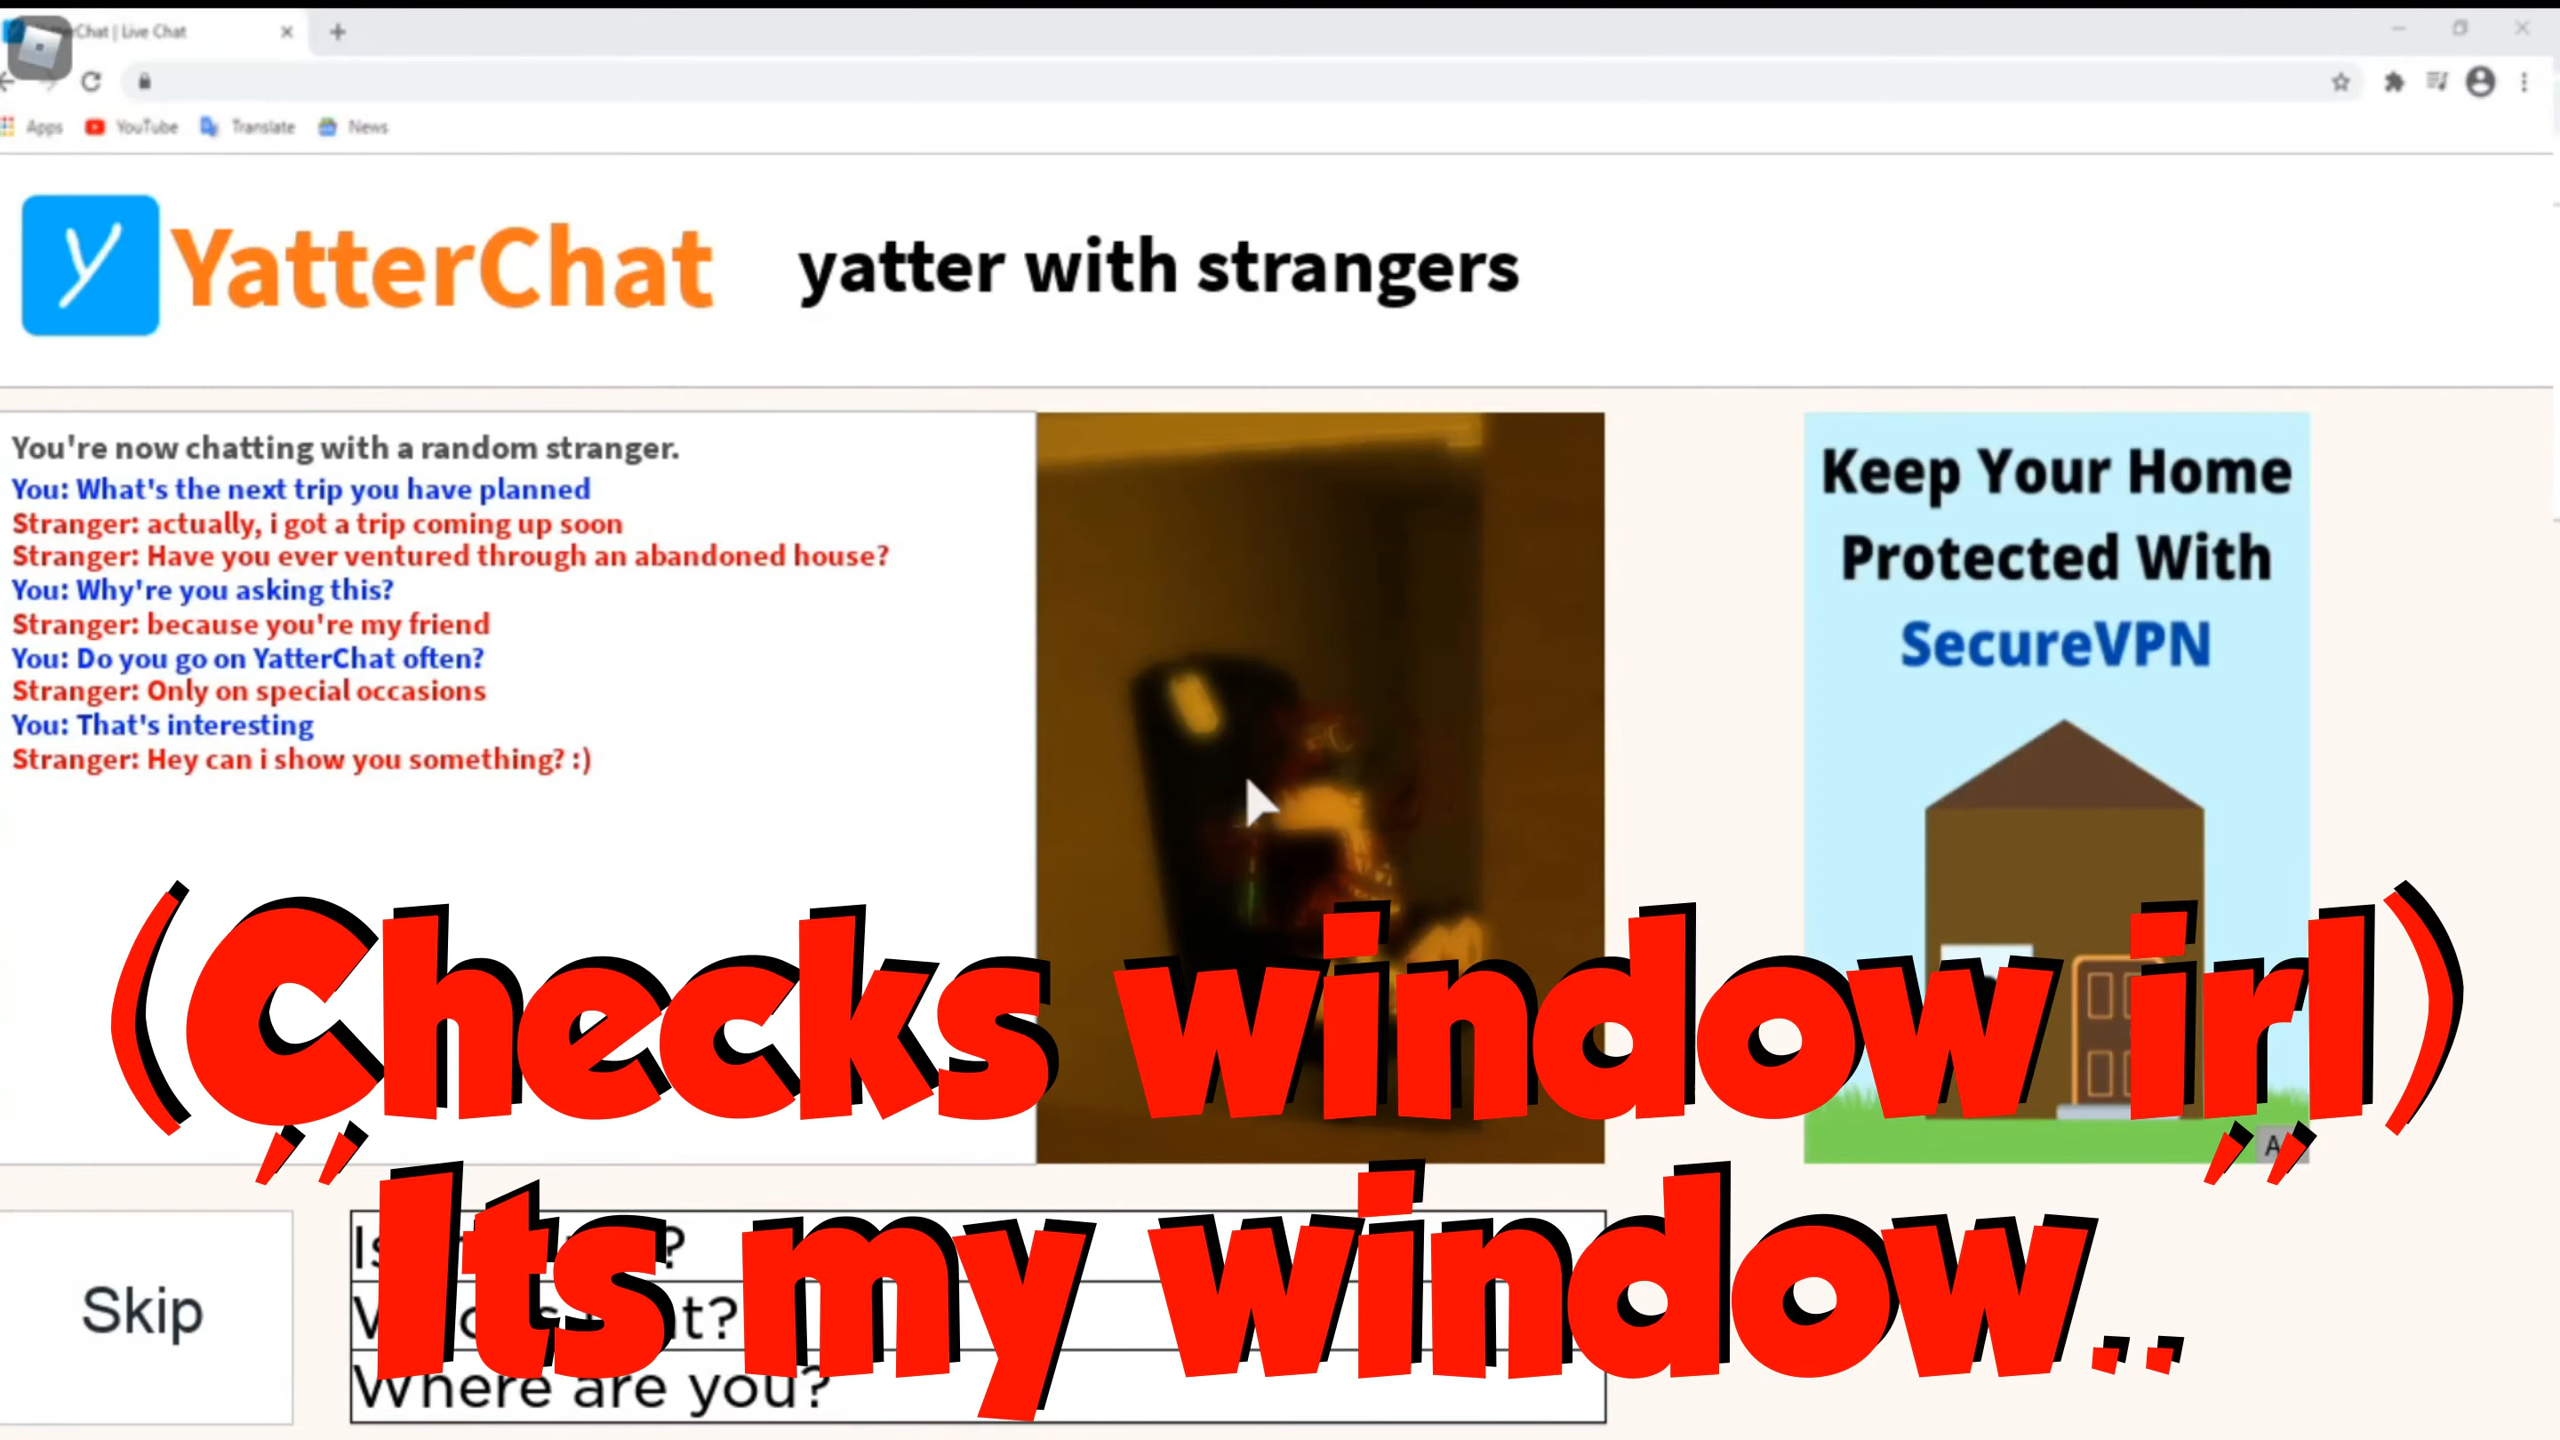 Chat | Live Chat
Apps YouTube Translate News
y YatterChat yatter with strangers
You're now chatting with a random stranger.
You: What's the next trip you have planned
Stranger: actually, i got a trip coming up soon
Stranger: Have you ever ventured through an abandoned house?
You: Why're you asking this?
Stranger: because you're my friend
You: Do you go on YatterChat often?
Stranger: Only on special occasions
You: That's interesting
Stranger: Hey can i show you something? :)
Keep Your Home
Protected With
SecureVPN
(Checks window irl)
"Its my window.."
Skip
Where are you?